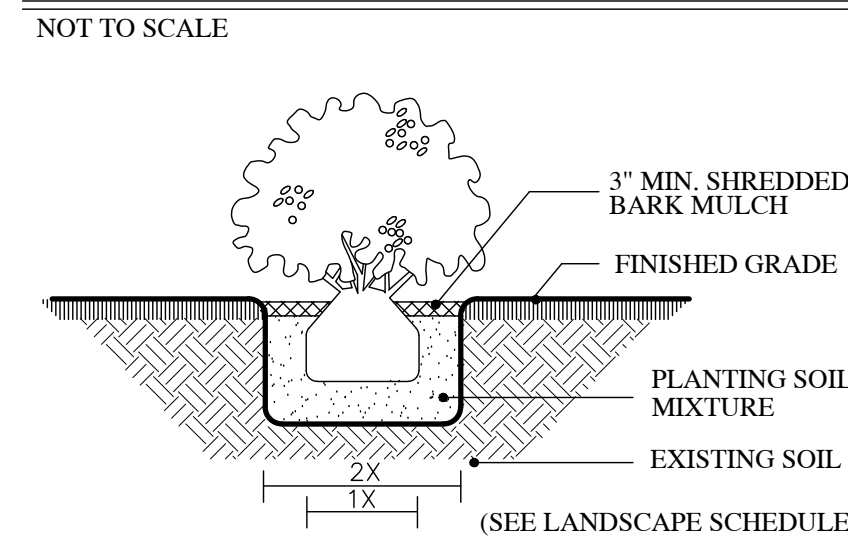 NOT TO SCALE
3" MIN. SHREDDED
BARK MULCH
FINISHED GRADE
PLANTING SOIL
MIXTURE
EXISTING SOIL
2X
1X
(SEE LANDSCAPE SCHEDULE